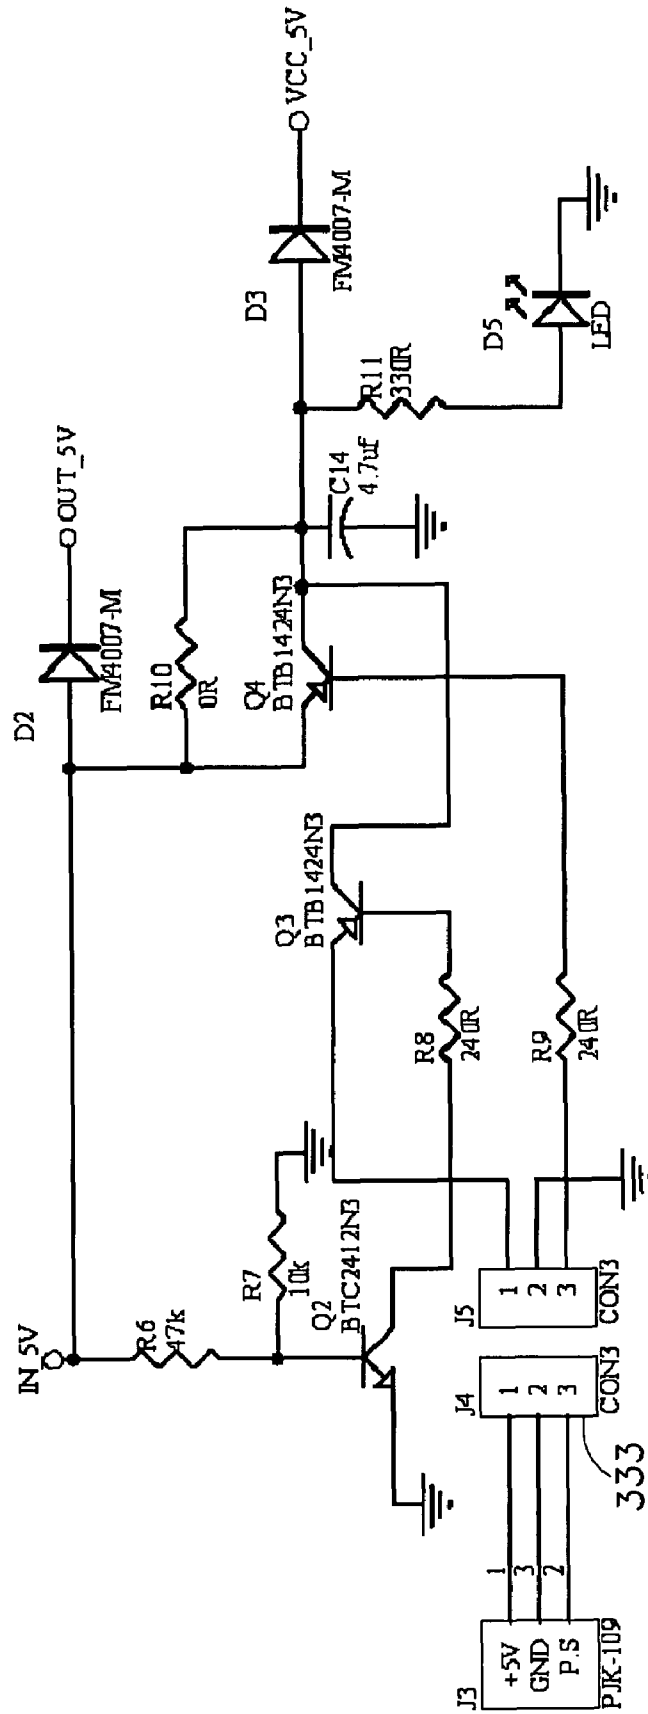 IN_5V
R6
47k
R7
10k
Q2
BTC2412N3
D2
FM4007-M
OUT_5V
R10
0R
Q4
BTB1424N3
Q3
BTB1424N3
C14
4.7uf
D3
FM4007-M
VCC_5V
R11
330R
D5
LED
R8
240R
R9
240R
J3
+5V
GND
P.S
PJK-109
1
3
2
J4
1
2
3
CON3
333
J5
1
2
3
CON3